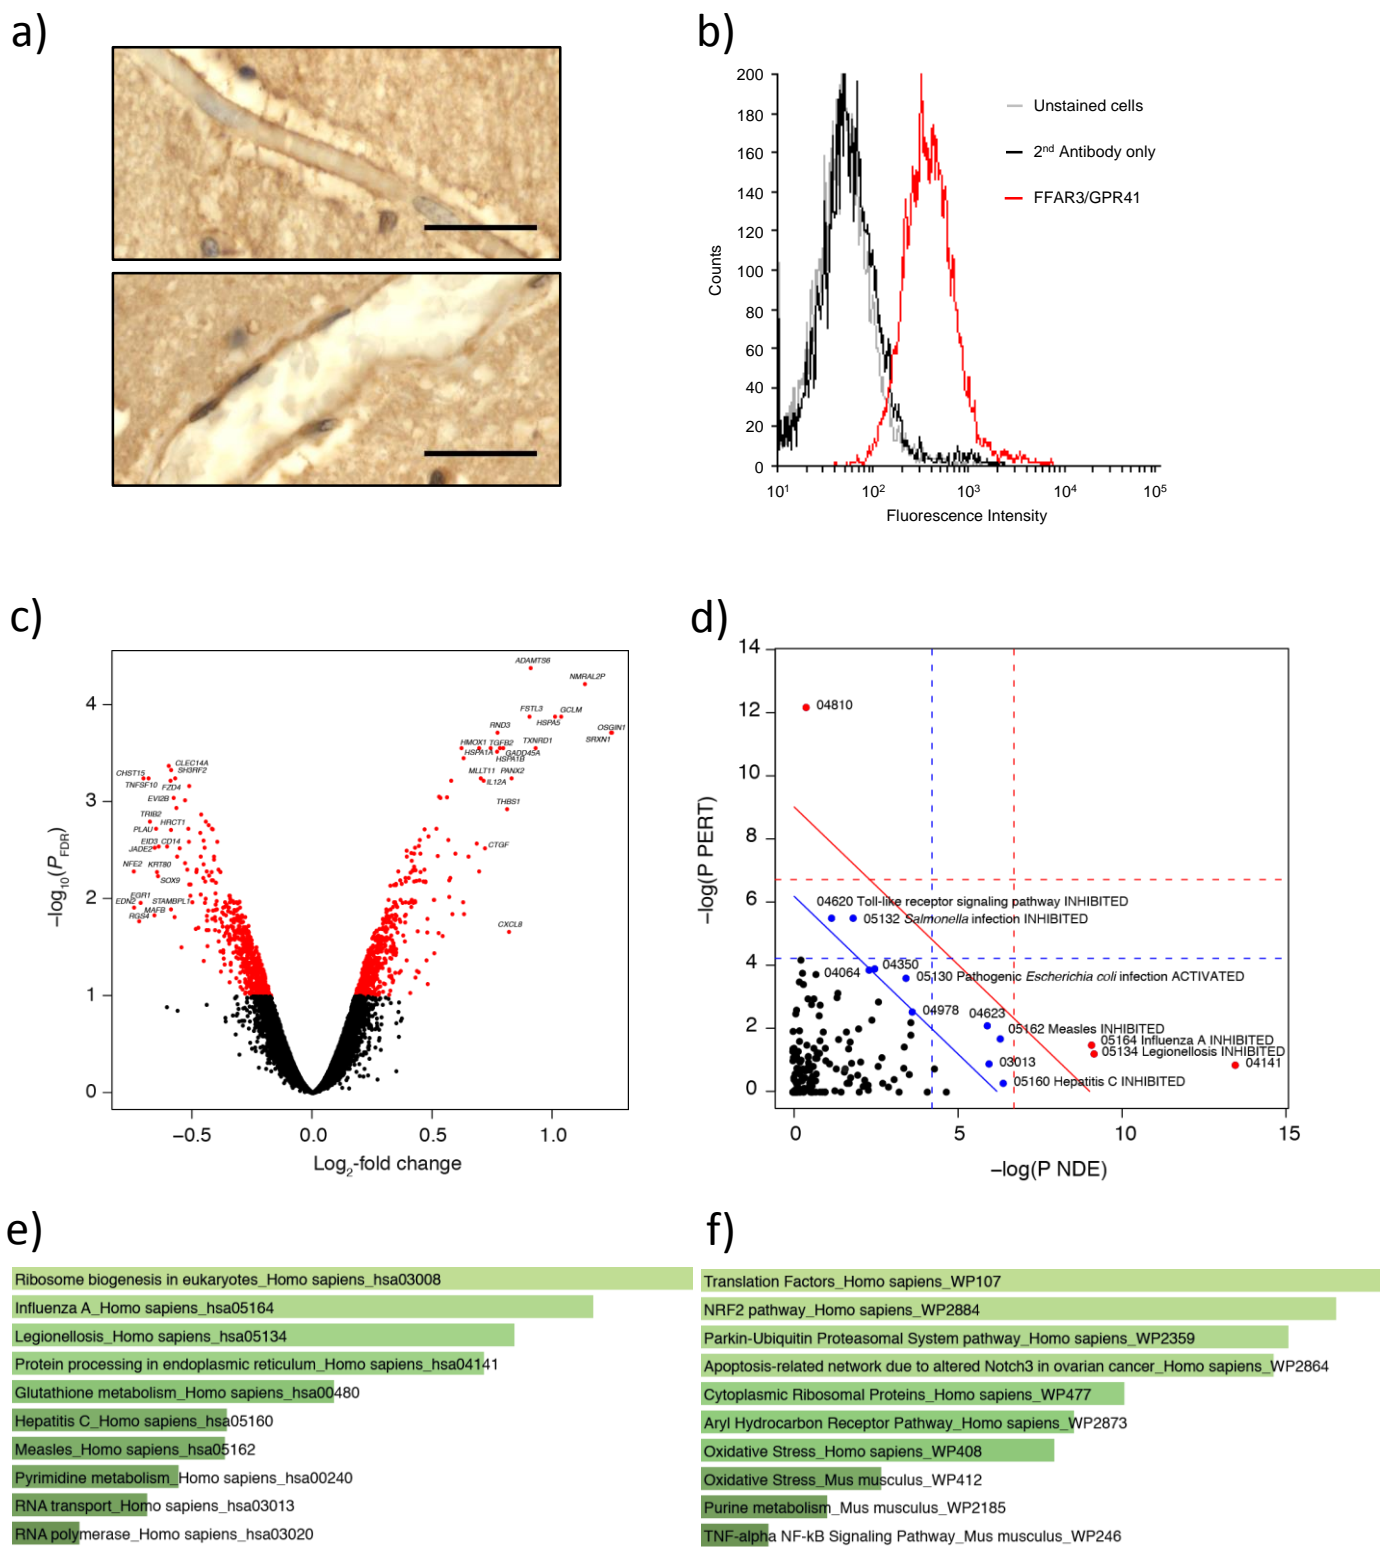 a)
b)
200
180
160
140
120
100
80
60
40
20
0
Counts
10¹ 10² 10³ 10⁴ 10⁵
Fluorescence Intensity
Unstained cells
2nd Antibody only
FFAR3/GPR41
c)
ADAMTS6
NMRAL2P
FSTL3
GCLM
HSPA5
OSGIN1
SRXN1
RND3
HMOX1
TGFB2
TXNRD1
HSPA1A
GADD45A
HSPA1B
MLLT11
PANX2
IL12A
THBS1
CTGF
CXCL8
CLEC14A
SH3RF2
CHST15
TNFSF10
FZD4
EVI2B
TRIB2
HRCT1
PLAU
EID3
CD14
JADE2
NFE2
KRT80
SOX9
EGR1
EDN2
STAMBPL1
MAFB
RGS4
4
3
2
1
0
−log10(PFDR)
−0.5 0.0 0.5 1.0
Log2-fold change
d)
14
12
10
8
6
4
2
0
−log(P PERT)
04810
04620 Toll-like receptor signaling pathway INHIBITED
05132 Salmonella infection INHIBITED
04350
04064
05130 Pathogenic Escherichia coli infection ACTIVATED
04978
04623
05162 Measles INHIBITED
05164 Influenza A INHIBITED
05134 Legionellosis INHIBITED
03013
04141
05160 Hepatitis C INHIBITED
0 5 10 15
−log(P NDE)
e)
Ribosome biogenesis in eukaryotes_Homo sapiens_hsa03008
Influenza A_Homo sapiens_hsa05164
Legionellosis_Homo sapiens_hsa05134
Protein processing in endoplasmic reticulum_Homo sapiens_hsa04141
Glutathione metabolism_Homo sapiens_hsa00480
Hepatitis C_Homo sapiens_hsa05160
Measles_Homo sapiens_hsa05162
Pyrimidine metabolism_Homo sapiens_hsa00240
RNA transport_Homo sapiens_hsa03013
RNA polymerase_Homo sapiens_hsa03020
f)
Translation Factors_Homo sapiens_WP107
NRF2 pathway_Homo sapiens_WP2884
Parkin-Ubiquitin Proteasomal System pathway_Homo sapiens_WP2359
Apoptosis-related network due to altered Notch3 in ovarian cancer_Homo sapiens_WP2864
Cytoplasmic Ribosomal Proteins_Homo sapiens_WP477
Aryl Hydrocarbon Receptor Pathway_Homo sapiens_WP2873
Oxidative Stress_Homo sapiens_WP408
Oxidative Stress_Mus musculus_WP412
Purine metabolism_Mus musculus_WP2185
TNF-alpha NF-kB Signaling Pathway_Mus musculus_WP246